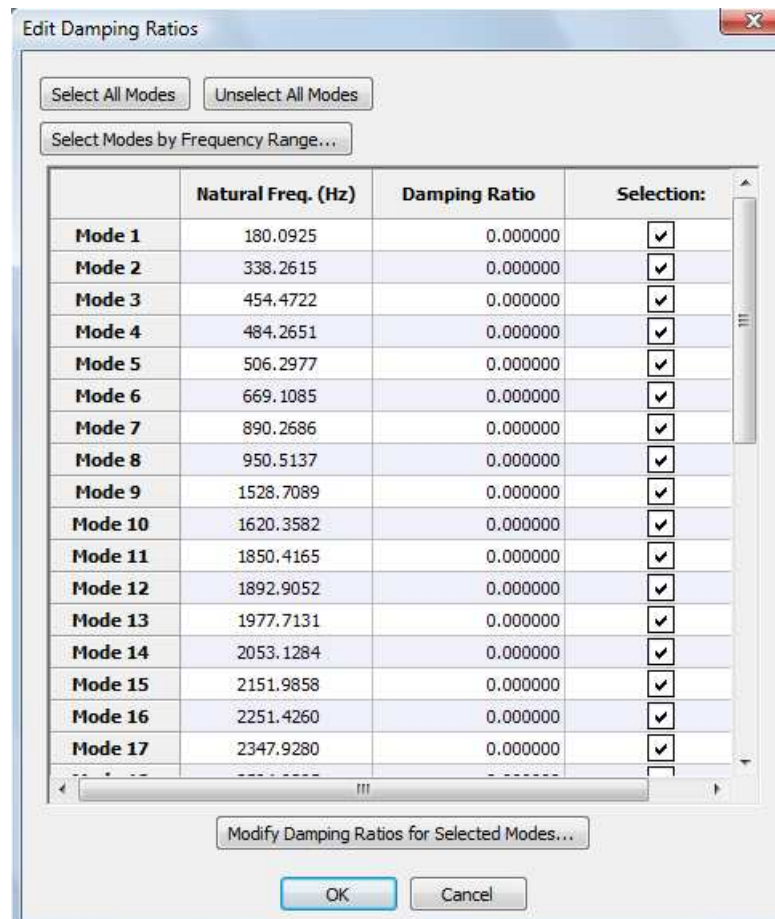 Edit Damping Ratios
Select All Modes Unselect All Modes
Select Modes by Frequency Range...
Natural Freq. (Hz) Damping Ratio Selection:
Mode 1 180.0925 0.000000
Mode 2 338.2615 0.000000
Mode 3 454.4722 0.000000
Mode 4 484.2651 0.000000
Mode 5 506.2977 0.000000
Mode 6 669.1085 0.000000
Mode 7 890.2686 0.000000
Mode 8 950.5137 0.000000
Mode 9 1528.7089 0.000000
Mode 10 1620.3582 0.000000
Mode 11 1850.4165 0.000000
Mode 12 1892.9052 0.000000
Mode 13 1977.7131 0.000000
Mode 14 2053.1284 0.000000
Mode 15 2151.9858 0.000000
Mode 16 2251.4260 0.000000
Mode 17 2347.9280 0.000000
Modify Damping Ratios for Selected Modes...
OK Cancel